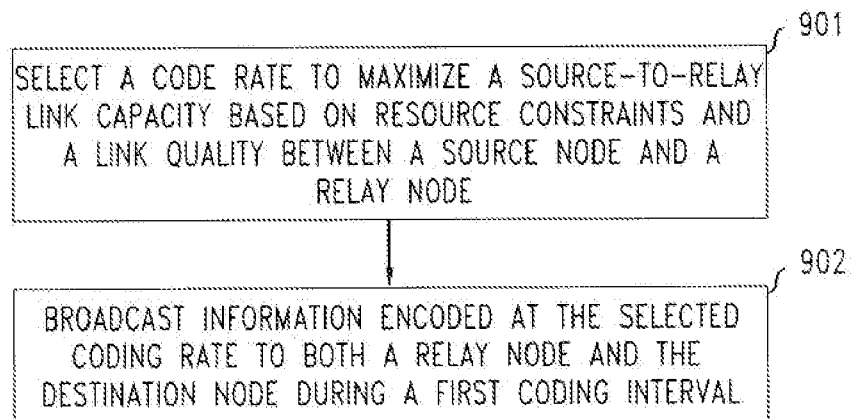 901
SELECT A CODE RATE TO MAXIMIZE A SOURCE-TO-RELAY
LINK CAPACITY BASED ON RESOURCE CONSTRAINTS AND
A LINK QUALITY BETWEEN A SOURCE NODE AND A
RELAY NODE
902
BROADCAST INFORMATION ENCODED AT THE SELECTED
CODING RATE TO BOTH A RELAY NODE AND THE
DESTINATION NODE DURING A FIRST CODING INTERVAL